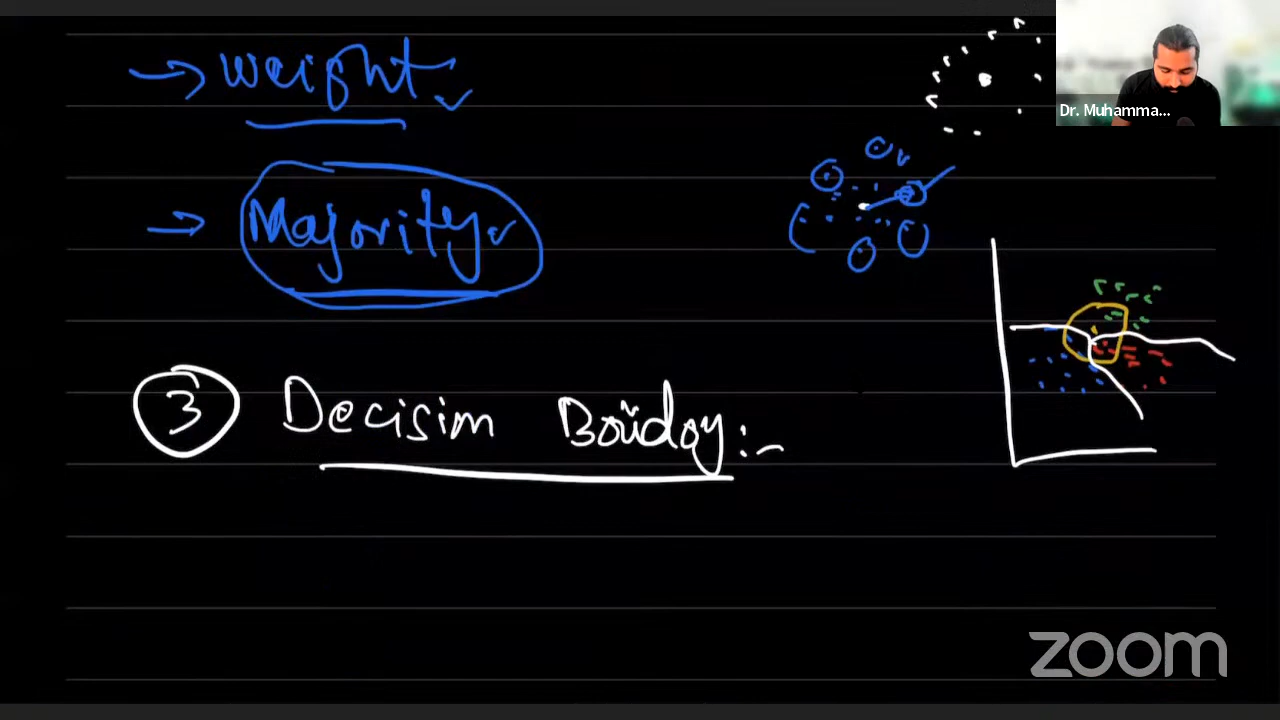 → Weight ✓
Dr. Muhamma...
→ Majority ✓
3 Decisim Boudoy:-
zoom